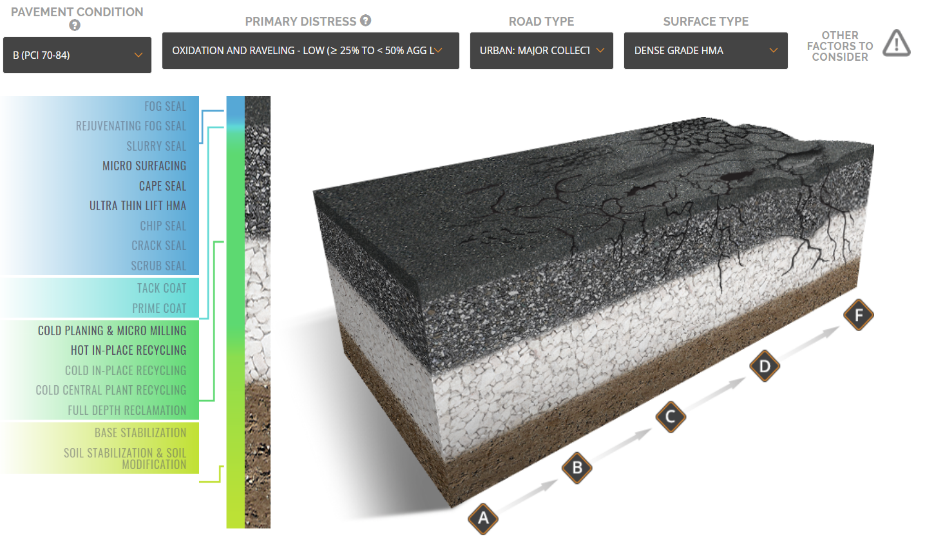 PAVEMENT CONDITION
?
PRIMARY DISTRESS ?
ROAD TYPE
SURFACE TYPE
OTHER
FACTORS TO
CONSIDER
!
B (PCI 70-84)
OXIDATION AND RAVELING - LOW (≥ 25% TO < 50% AGG L
URBAN: MAJOR COLLECT
DENSE GRADE HMA
FOG SEAL
REJUVENATING FOG SEAL
SLURRY SEAL
MICRO SURFACING
CAPE SEAL
ULTRA THIN LIFT HMA
CHIP SEAL
CRACK SEAL
SCRUB SEAL
TACK COAT
PRIME COAT
COLD PLANING & MICRO MILLING
HOT IN-PLACE RECYCLING
COLD IN-PLACE RECYCLING
COLD CENTRAL PLANT RECYCLING
FULL DEPTH RECLAMATION
BASE STABILIZATION
SOIL STABILIZATION & SOIL
MODIFICATION
A
B
C
D
F